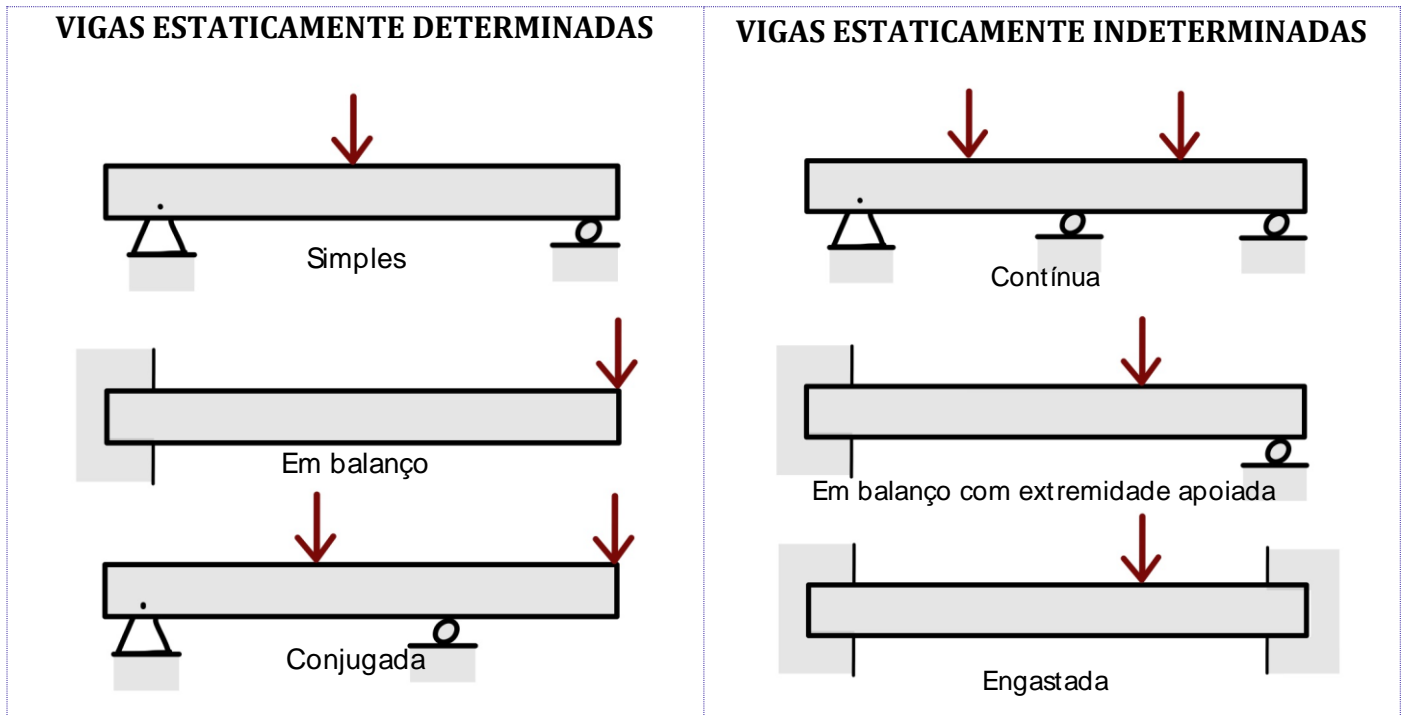 VIGAS ESTATICAMENTE DETERMINADAS
Simples
Em balanço
Conjugada
VIGAS ESTATICAMENTE INDETERMINADAS
Contínua
Em balanço com extremidade apoiada
Engastada